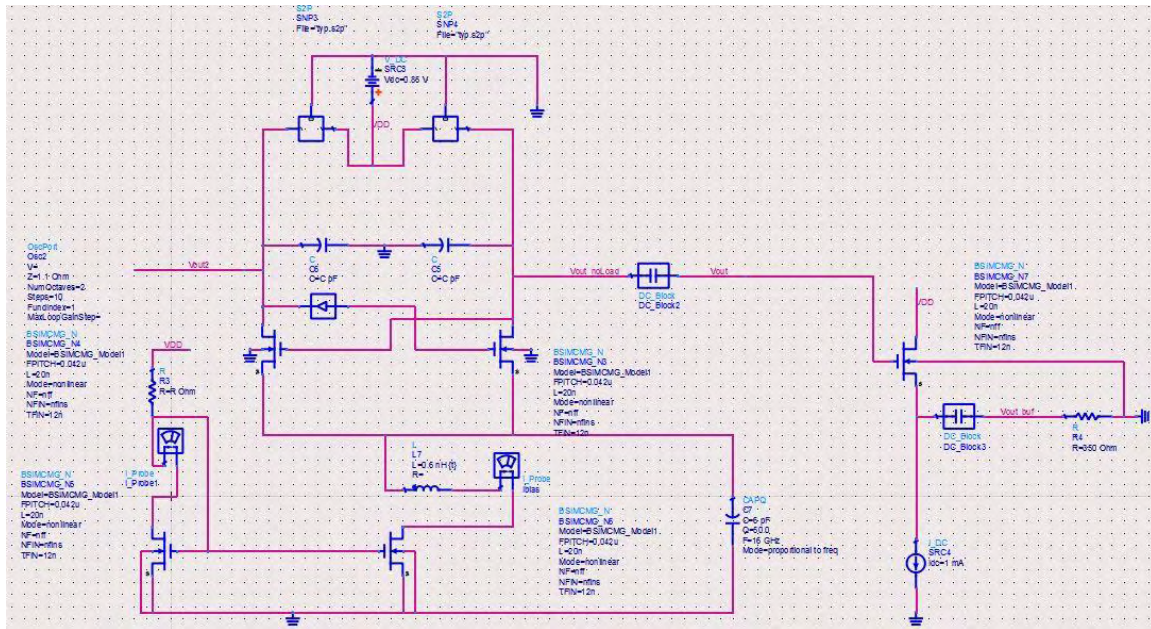 S2P
SNP3
File="typ.s2p"
S2P
SNP4
File="typ.s2p"
V_DC
SRC3
Vdc=0.85 V
VDD
OscPort
Osc2
V=
Z=1.1 Ohm
NumOctaves=2
Steps=10
FundIndex=1
MaxLoopGainStep=
Vout2
C
C6
C=C pF
C
C5
C=C pF
Vout_noLoad
DC_Block
DC_Block2
Vout
BSIMCMG_N
BSIMCMG_N7
Model=BSIMCMG_Model1
FPITCH=0.042u
L=20n
Mode=nonlinear
NF=nff
NFIN=nfins
TFIN=12n
VDD
BSIMCMG_N
BSIMCMG_N4
Model=BSIMCMG_Model1
FPITCH=0.042u
L=20n
Mode=nonlinear
NF=nff
NFIN=nfins
TFIN=12n
VDD
R
R3
R=R Ohm
BSIMCMG_N
BSIMCMG_N3
Model=BSIMCMG_Model1
FPITCH=0.042u
L=20n
Mode=nonlinear
NF=nff
NFIN=nfins
TFIN=12n
DC_Block
DC_Block3
Vout_buf
R
R4
R=350 Ohm
I_Probe
I_Probe1
L
L7
L=0.6 nH {t}
R=
I_Probe
Ibias
BSIMCMG_N
BSIMCMG_N5
Model=BSIMCMG_Model1
FPITCH=0.042u
L=20n
Mode=nonlinear
NF=nff
NFIN=nfins
TFIN=12n
BSIMCMG_N
BSIMCMG_N6
Model=BSIMCMG_Model1
FPITCH=0.042u
L=20n
Mode=nonlinear
NF=nff
NFIN=nfins
TFIN=12n
CAPQ
C7
C=6 pF
Q=50.0
F=16 GHz
Mode=proportional to freq
I_DC
SRC4
Idc=1 mA